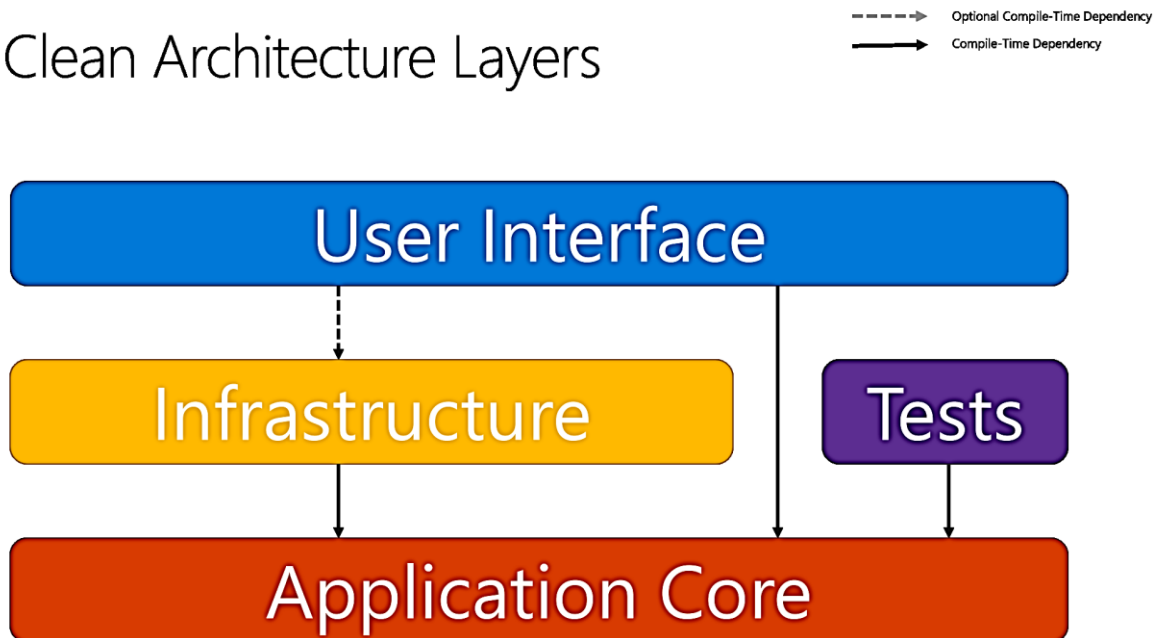 Optional Compile-Time Dependency
Clean Architecture Layers
Compile-Time Dependency
User Interface
Infrastructure
Tests
Application Core